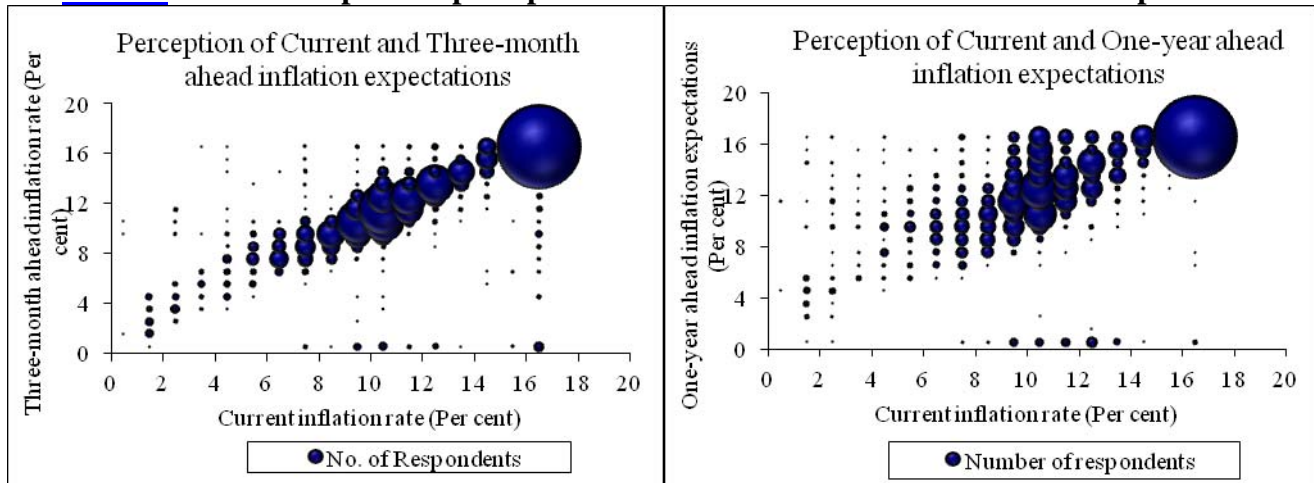 Perception of Current and Three-month
ahead inflation expectations
Three-month ahead inflation rate (Per
cent)
20
16
12
8
4
0
0 2 4 6 8 10 12 14 16 18 20
Current inflation rate (Per cent)
No. of Respondents
Perception of Current and One-year ahead
inflation expectations
One-year ahead inflation expectations
(Per cent)
20
16
12
8
4
0
0 2 4 6 8 10 12 14 16 18 20
Current inflation rate (Per cent)
Number of respondents